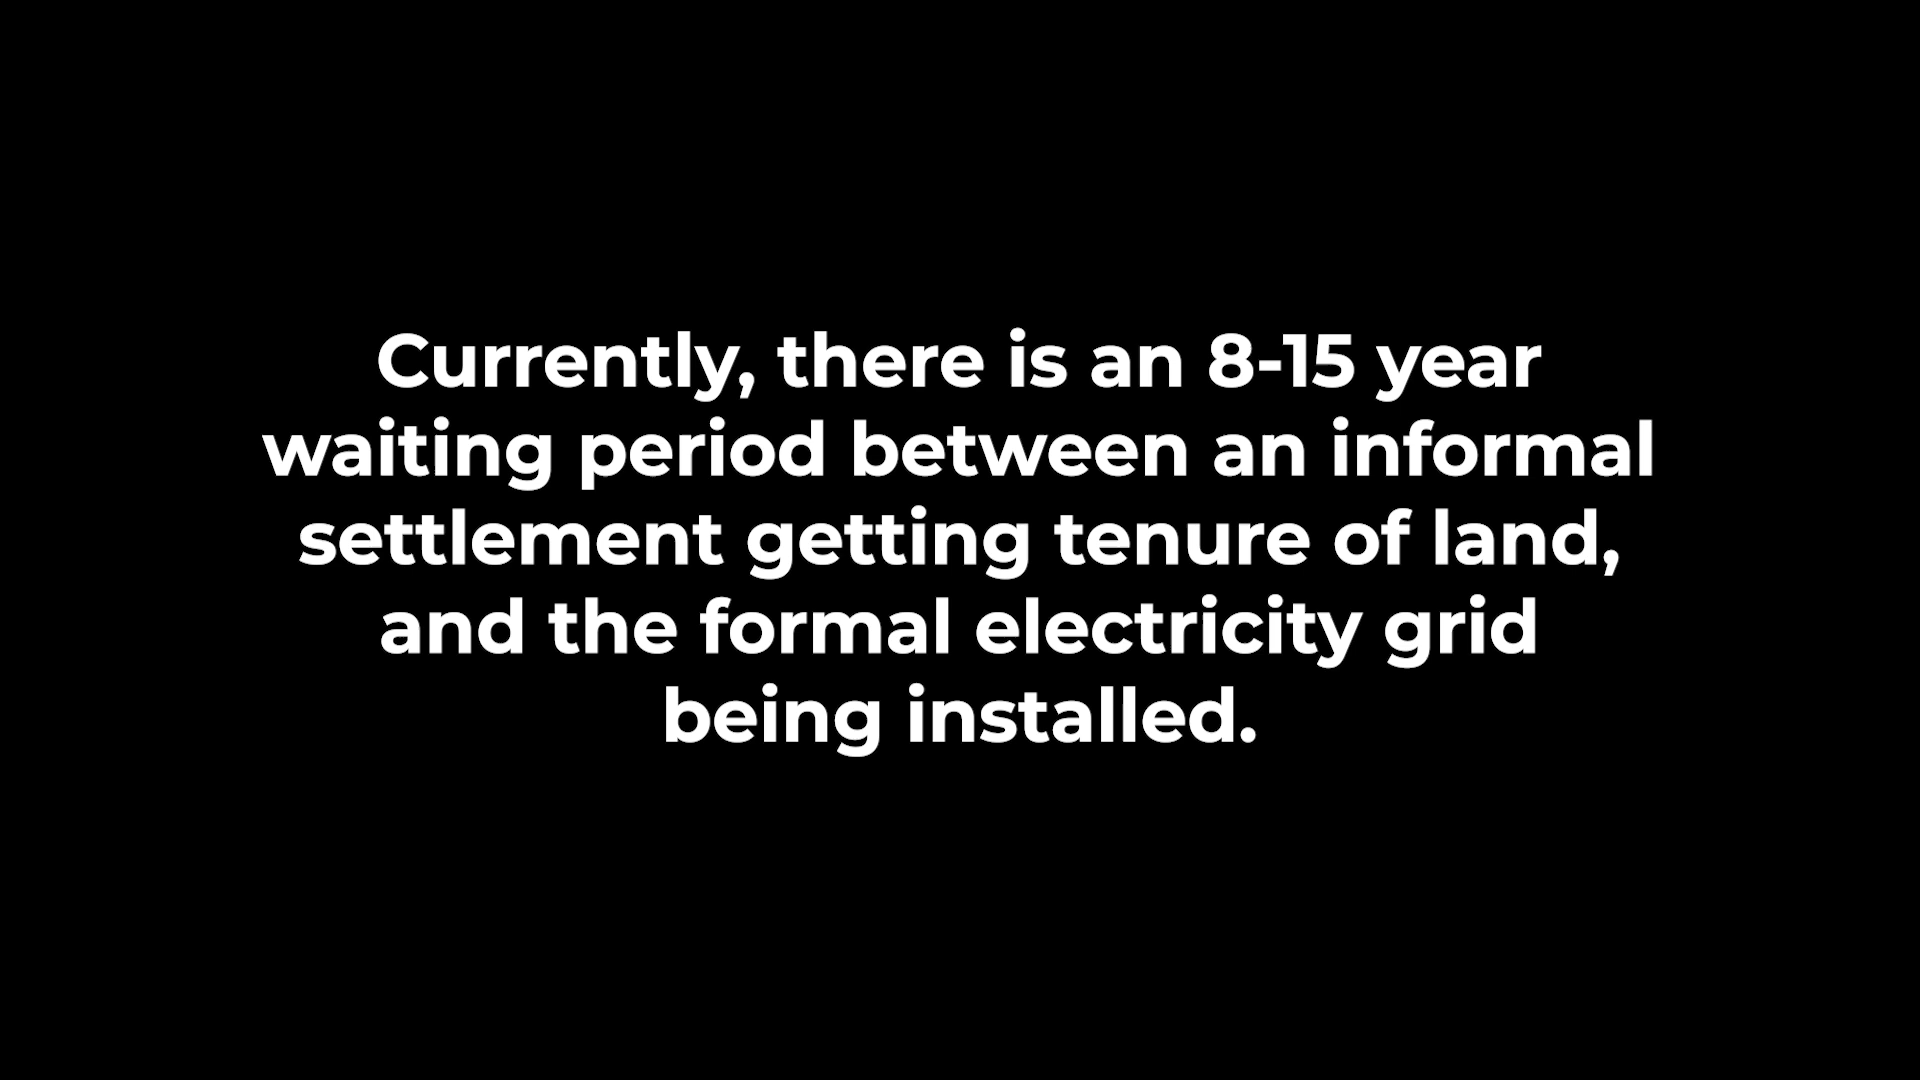 Currently, there is an 8-15 year
waiting period between an informal
settlement getting tenure of land,
and the formal electricity grid
being installed.